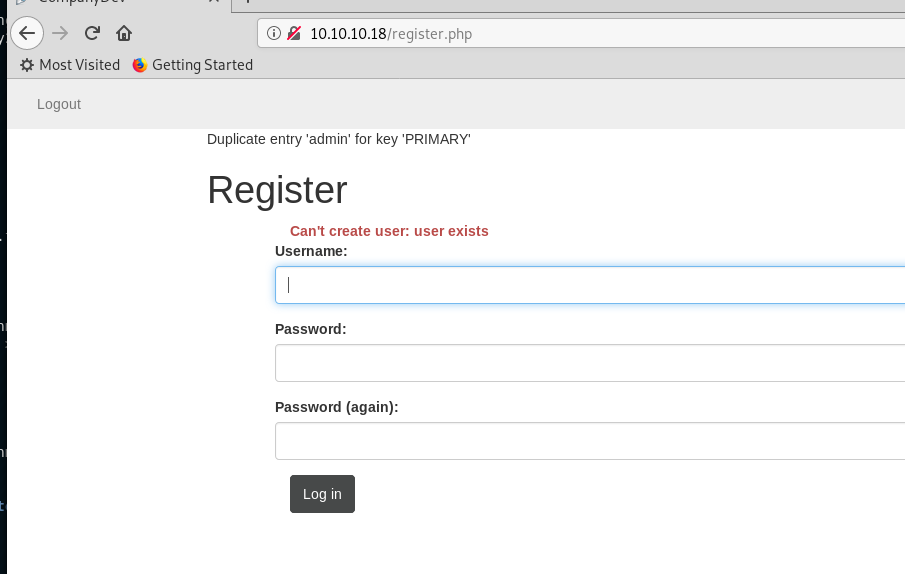 CompanyDev
10.10.10.18/register.php
Most Visited Getting Started
Logout
Duplicate entry 'admin' for key 'PRIMARY'
Register
Can't create user: user exists
Username:
Password:
Password (again):
Log in